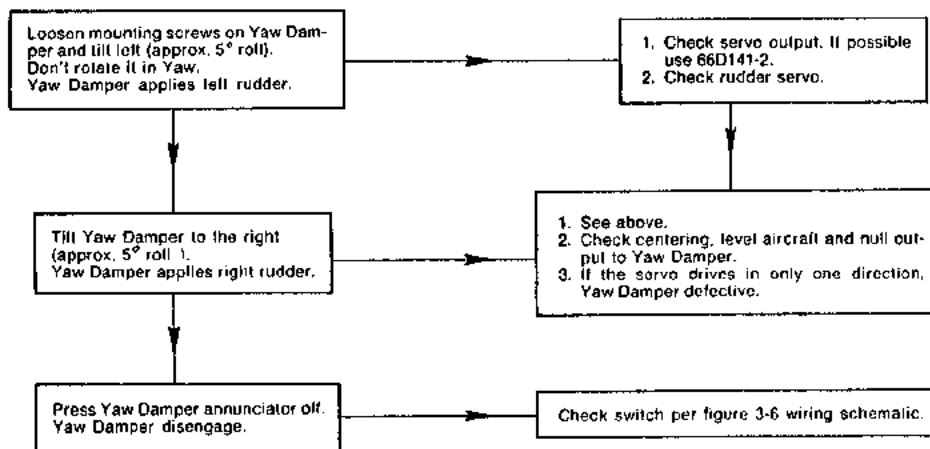 Loosen mounting screws on Yaw Dam-
per and tilt left (approx. 5° roll).
Don't rotate it in Yaw.
Yaw Damper applies left rudder.
1. Check servo output. If possible
use 66D141-2.
2. Check rudder servo.
Tilt Yaw Damper to the right
(approx. 5° roll ).
Yaw Damper applies right rudder.
1. See above.
2. Check centering, level aircraft and null out-
put to Yaw Damper.
3. If the servo drives in only one direction,
Yaw Damper defective.
Press Yaw Damper annunciator off.
Yaw Damper disengage.
Check switch per figure 3-6 wiring schematic.